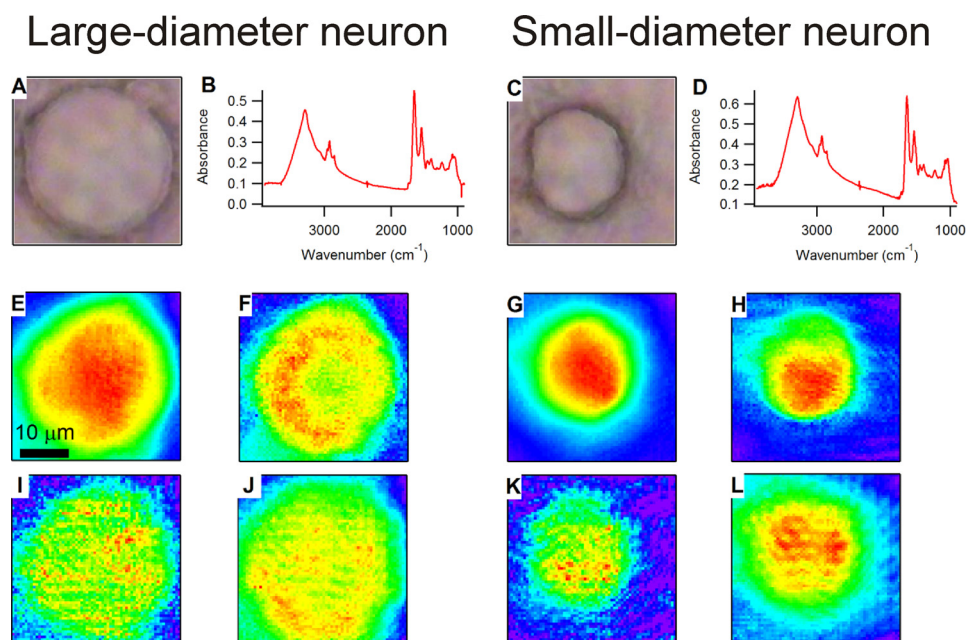 Large-diameter neuron Small-diameter neuron
A B C D
0.5
0.4
0.3
0.2
0.1
0.0
Absorbance
3000 2000 1000
Wavenumber (cm-1)
0.6
0.5
0.4
0.3
0.2
0.1
Absorbance
3000 2000 1000
Wavenumber (cm-1)
E F G H
10 μm
I J K L